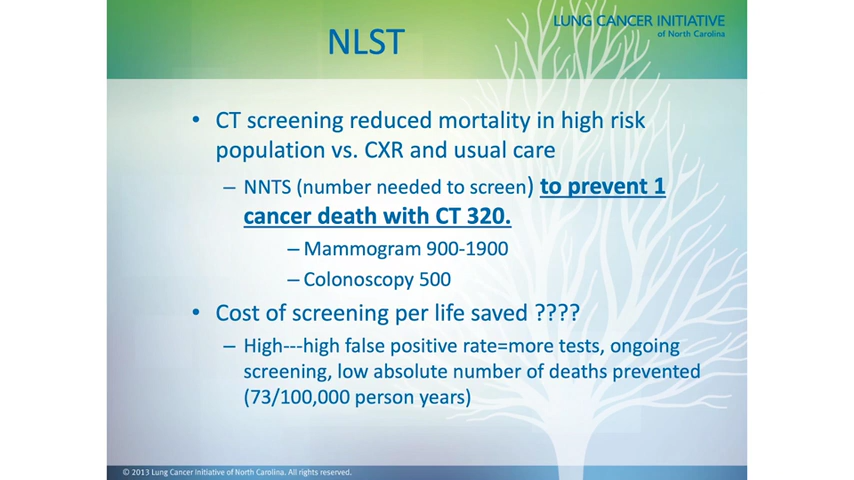 LUNG CANCER INITIATIVE
of North Carolina
NLST
• CT screening reduced mortality in high risk
population vs. CXR and usual care
– NNTS (number needed to screen) to prevent 1
cancer death with CT 320.
– Mammogram 900-1900
– Colonoscopy 500
• Cost of screening per life saved ????
– High---high false positive rate=more tests, ongoing
screening, low absolute number of deaths prevented
(73/100,000 person years)
© 2013 Lung Cancer Initiative of North Carolina. All rights reserved.